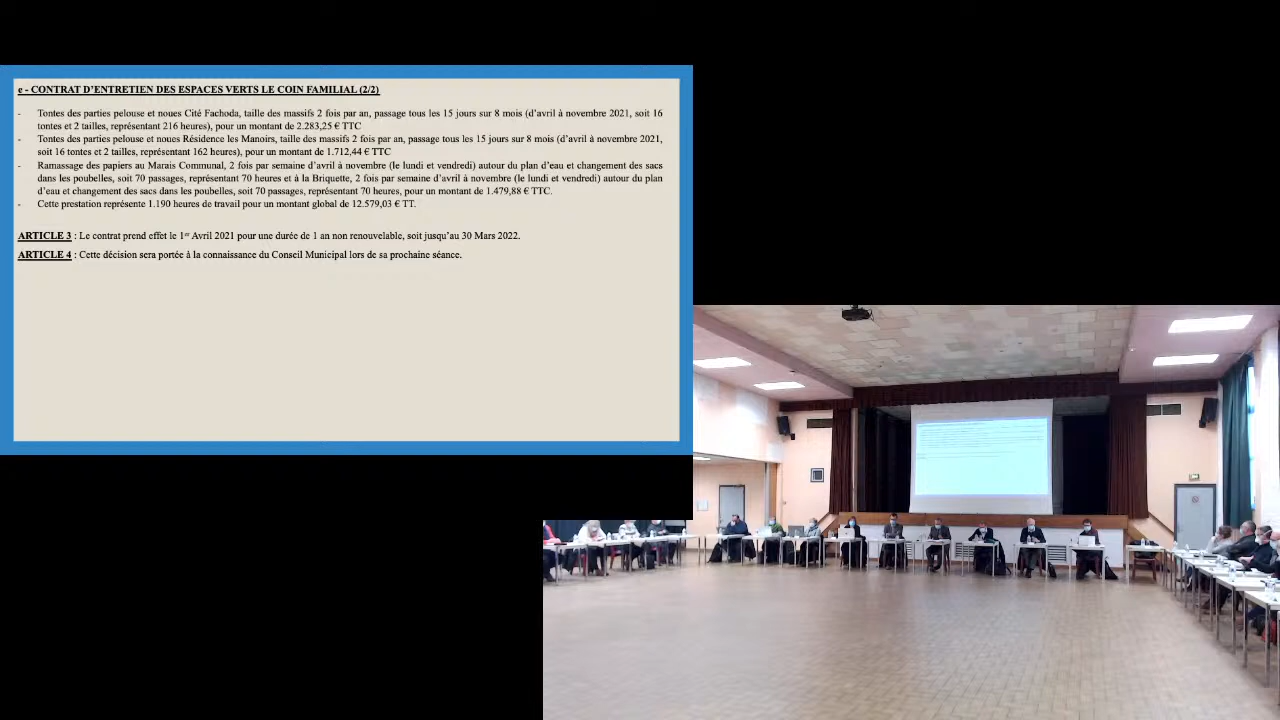 e - CONTRAT D'ENTRETIEN DES ESPACES VERTS LE COIN FAMILIAL (2/2)
- Tontes des parties pelouse et noues Cité Fachoda, taille des massifs 2 fois par an, passage tous les 15 jours sur 8 mois (d'avril à novembre 2021, soit 16
tontes et 2 tailles, représentant 216 heures), pour un montant de 2.283,25 € TTC
- Tontes des parties pelouse et noues Résidence les Manoirs, taille des massifs 2 fois par an, passage tous les 15 jours sur 8 mois (d'avril à novembre 2021,
soit 16 tontes et 2 tailles, représentant 162 heures), pour un montant de 1.712,44 € TTC
- Ramassage des papiers au Marais Communal, 2 fois par semaine d'avril à novembre (le lundi et vendredi) autour du plan d'eau et changement des sacs
dans les poubelles, soit 70 passages, représentant 70 heures et à la Briquette, 2 fois par semaine d'avril à novembre (le lundi et vendredi) autour du plan
d'eau et changement des sacs dans les poubelles, soit 70 passages, représentant 70 heures, pour un montant de 1.479,88 € TTC.
- Cette prestation représente 1.190 heures de travail pour un montant global de 12.579,03 € TT.
ARTICLE 3 : Le contrat prend effet le 1er Avril 2021 pour une durée de 1 an non renouvelable, soit jusqu'au 30 Mars 2022.
ARTICLE 4 : Cette décision sera portée à la connaissance du Conseil Municipal lors de sa prochaine séance.